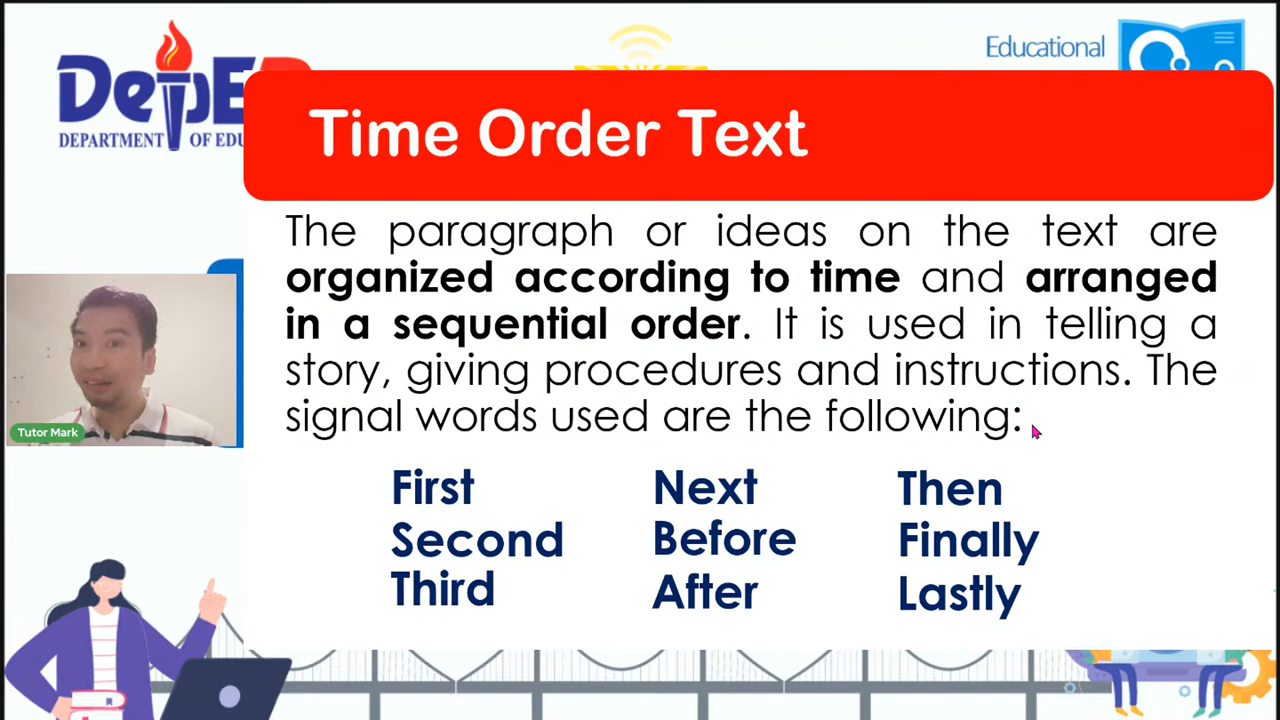 DepE
DEPARTMENT OF EDU
Educational
Time Order Text
The paragraph or ideas on the text are
organized according to time and arranged
in a sequential order. It is used in telling a
story, giving procedures and instructions. The
signal words used are the following:
Tutor Mark
First Next Then
Second Before Finally
Third After Lastly